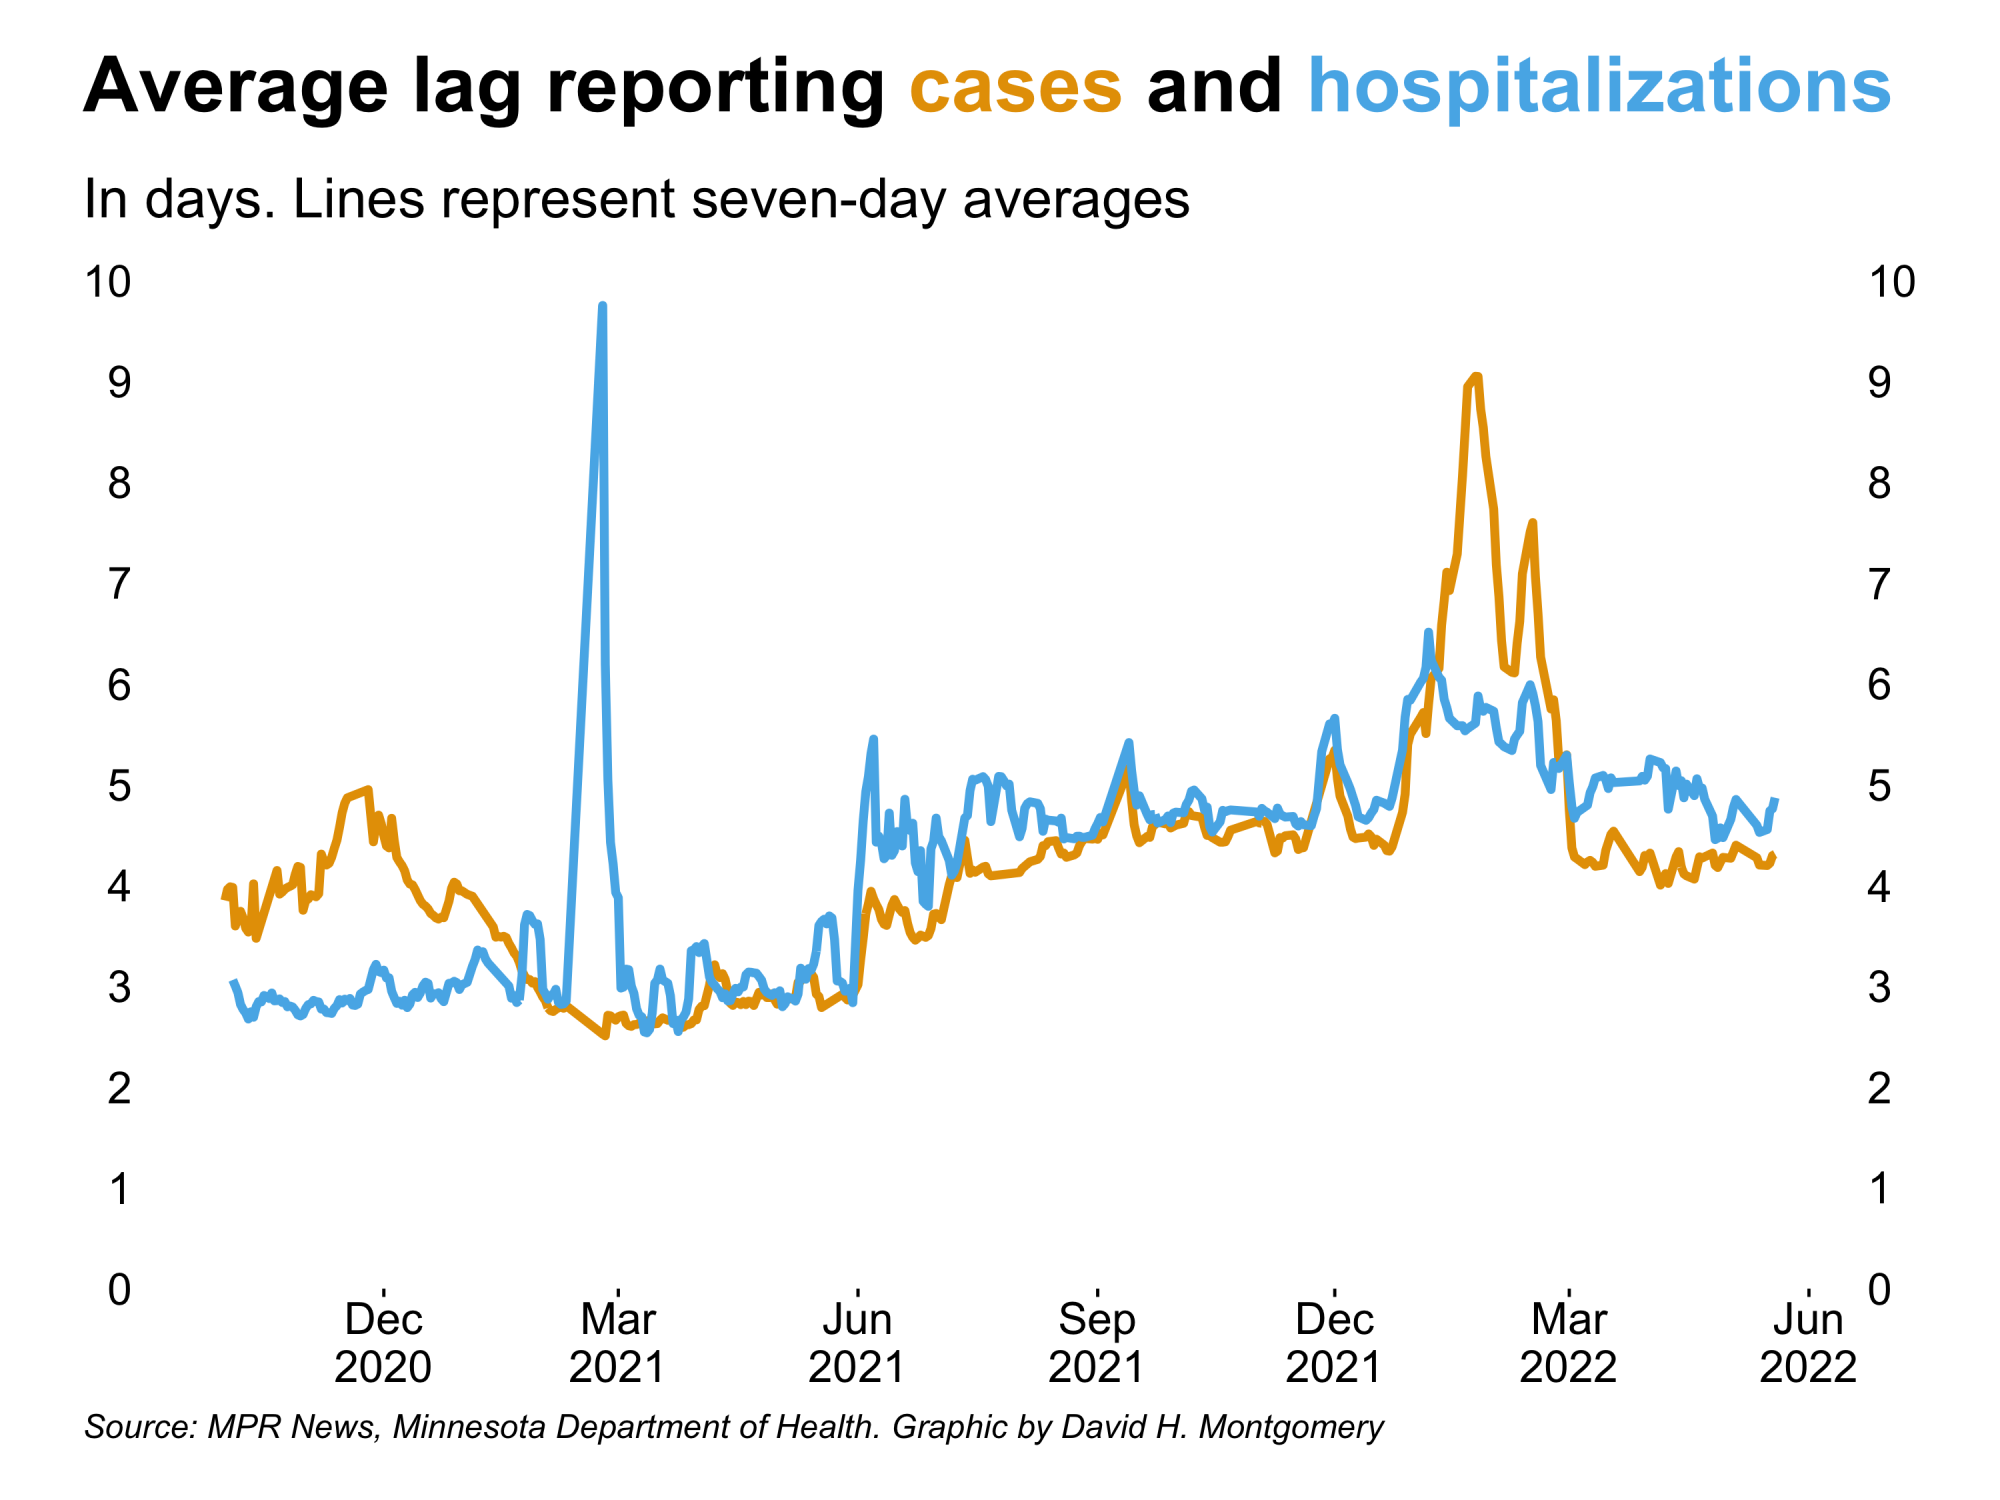 Average lag reporting cases and hospitalizations
In days. Lines represent seven-day averages
10 10
9 9
8 8
7 7
6 6
5 5
4 4
3 3
2 2
1 1
0 0
Dec Mar Jun Sep Dec Mar Jun
2020 2021 2021 2021 2021 2022 2022
Source: MPR News, Minnesota Department of Health. Graphic by David H. Montgomery